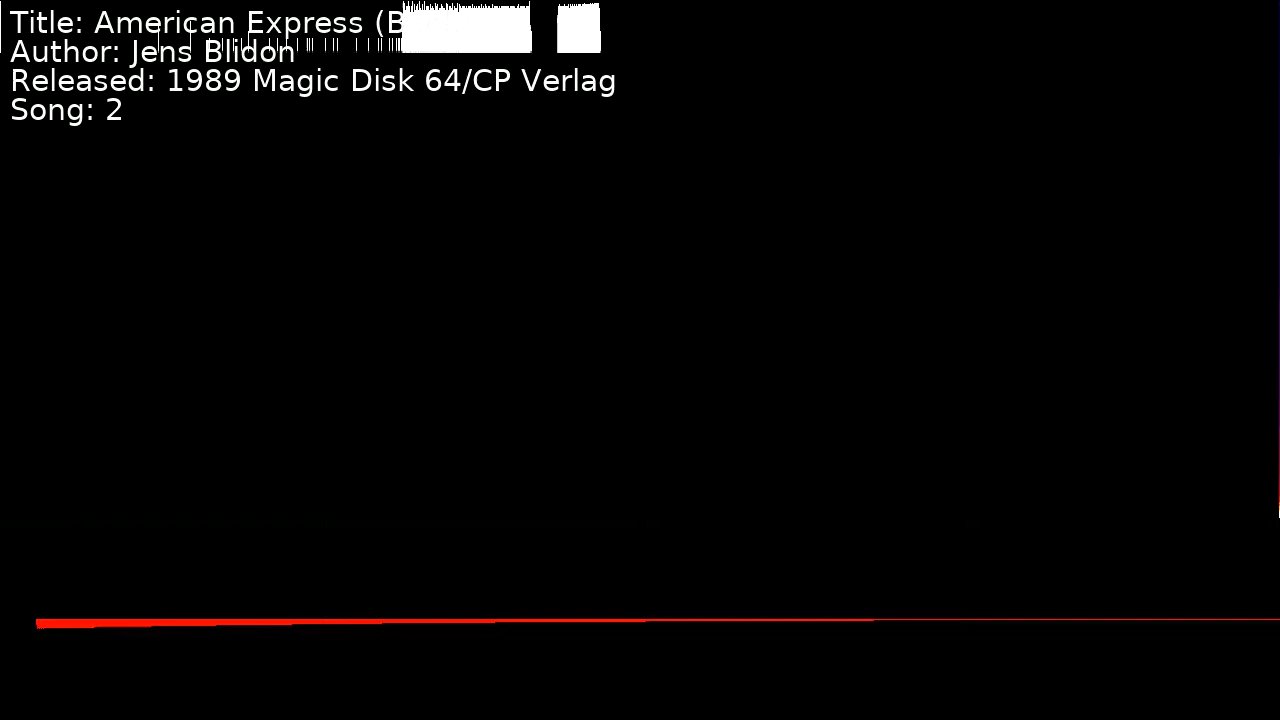 Title: American Express (B
Author: Jens Blidon
Released: 1989 Magic Disk 64/CP Verlag
Song: 2